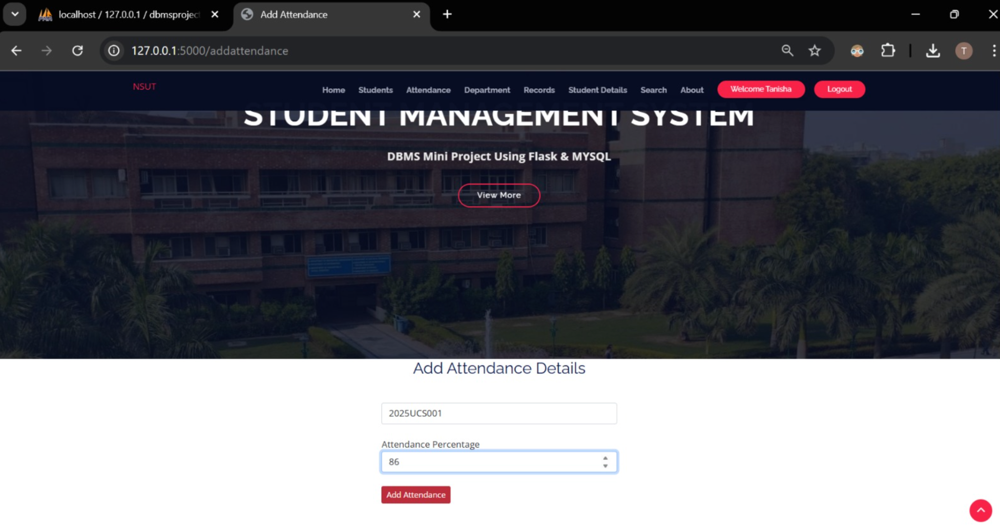 localhost / 127.0.0.1 / dbmsproject
Add Attendance
127.0.0.1:5000/addattendance
T
NSUT
Home Students Attendance Department Records Student Details Search About Welcome Tanisha Logout
STUDENT MANAGEMENT SYSTEM
DBMS Mini Project Using Flask & MYSQL
View More
Add Attendance Details
2025UCS001
Attendance Percentage
86
Add Attendance